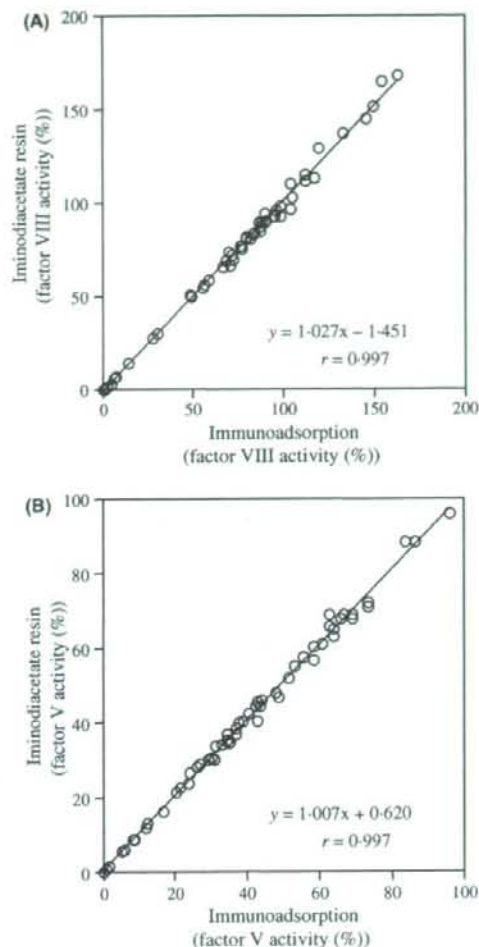 (A)
200
150
100
50
0
Iminodiacetate resin
(factor VIII activity (%))
y = 1·027x − 1·451
r = 0·997
0 50 100 150 200
Immunoadsorption
(factor VIII activity (%))
(B)
100
80
60
40
20
0
Iminodiacetate resin
(factor V activity (%))
y = 1·007x + 0·620
r = 0·997
0 20 40 60 80 100
Immunoadsorption
(factor V activity (%))